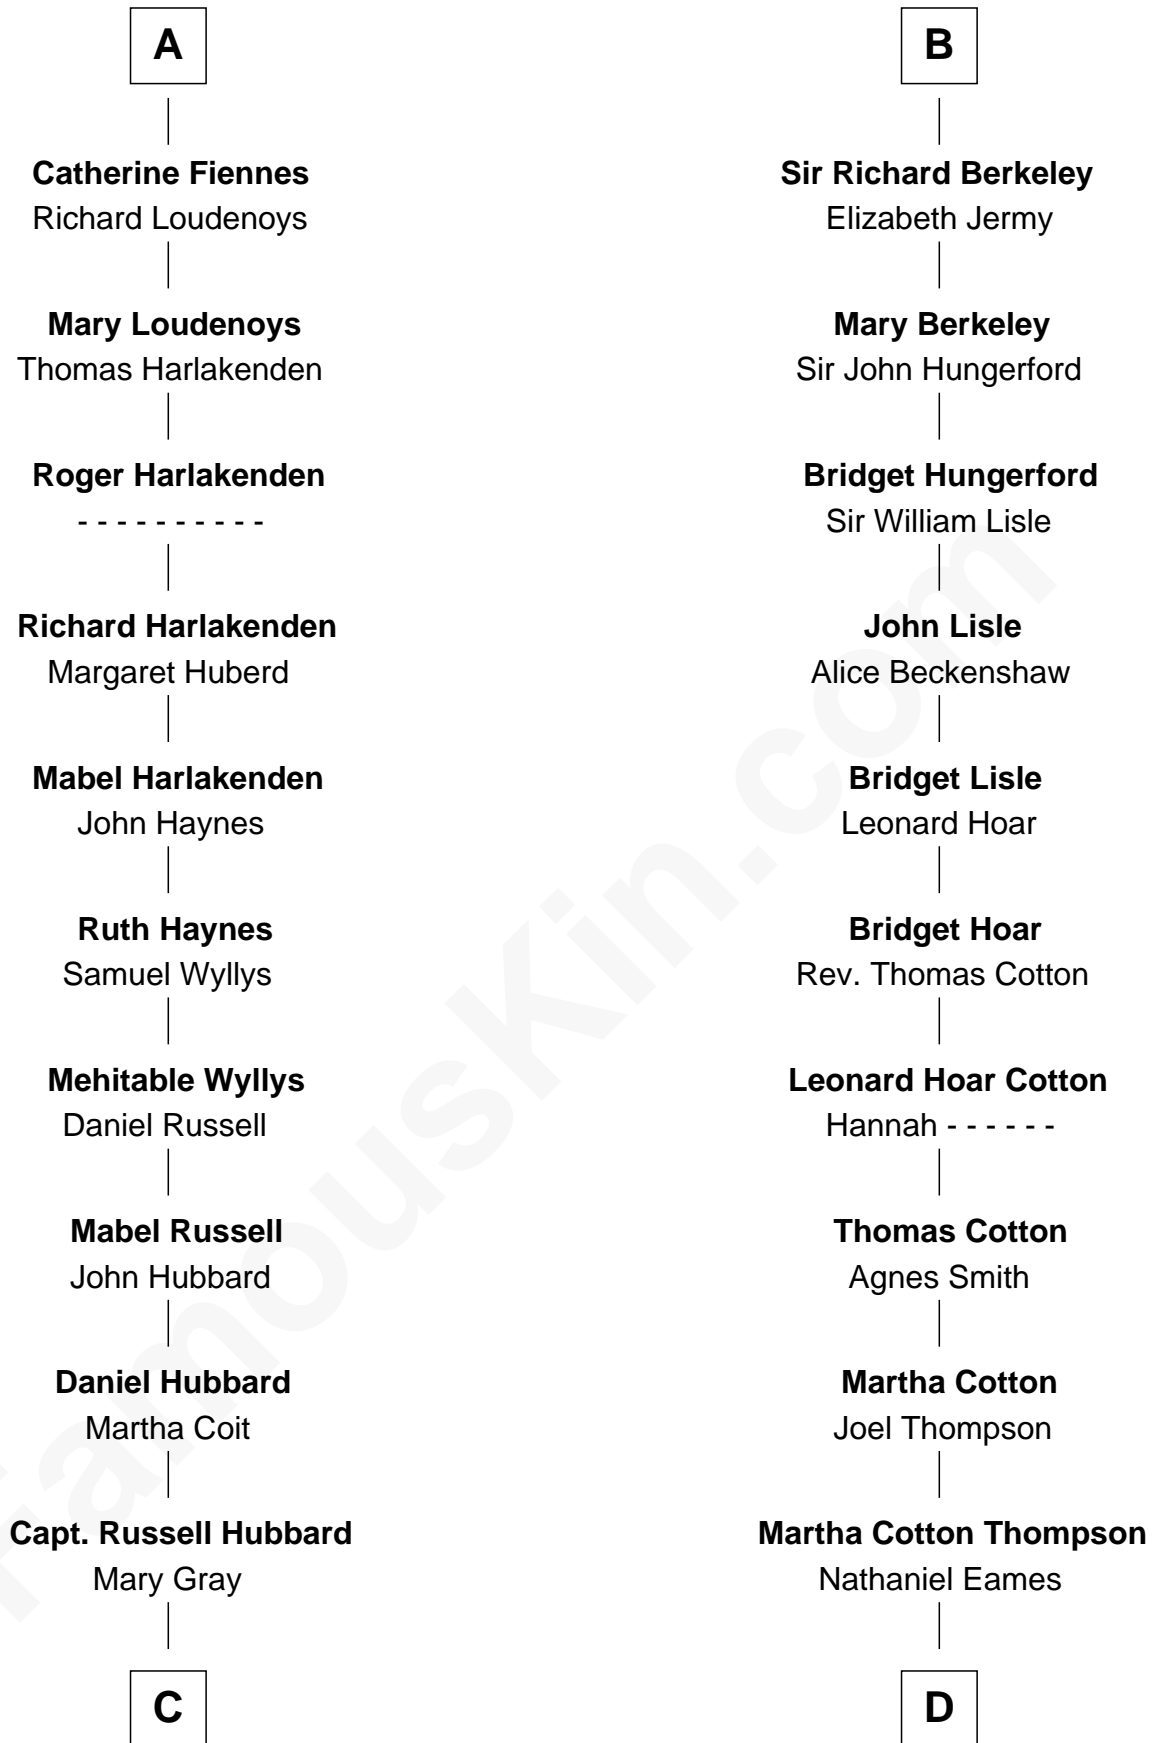 A
Catherine Fiennes
Richard Loudenoys
Mary Loudenoys
Thomas Harlakenden
Roger Harlakenden
- - - - - - - - - -
Richard Harlakenden
Margaret Huberd
Mabel Harlakenden
John Haynes
Ruth Haynes
Samuel Wyllys
Mehitable Wyllys
Daniel Russell
Mabel Russell
John Hubbard
Daniel Hubbard
Martha Coit
Capt. Russell Hubbard
Mary Gray
C
B
Sir Richard Berkeley
Elizabeth Jermy
Mary Berkeley
Sir John Hungerford
Bridget Hungerford
Sir William Lisle
John Lisle
Alice Beckenshaw
Bridget Lisle
Leonard Hoar
Bridget Hoar
Rev. Thomas Cotton
Leonard Hoar Cotton
Hannah - - - - - -
Thomas Cotton
Agnes Smith
Martha Cotton
Joel Thompson
Martha Cotton Thompson
Nathaniel Eames
D
FamousKin.com